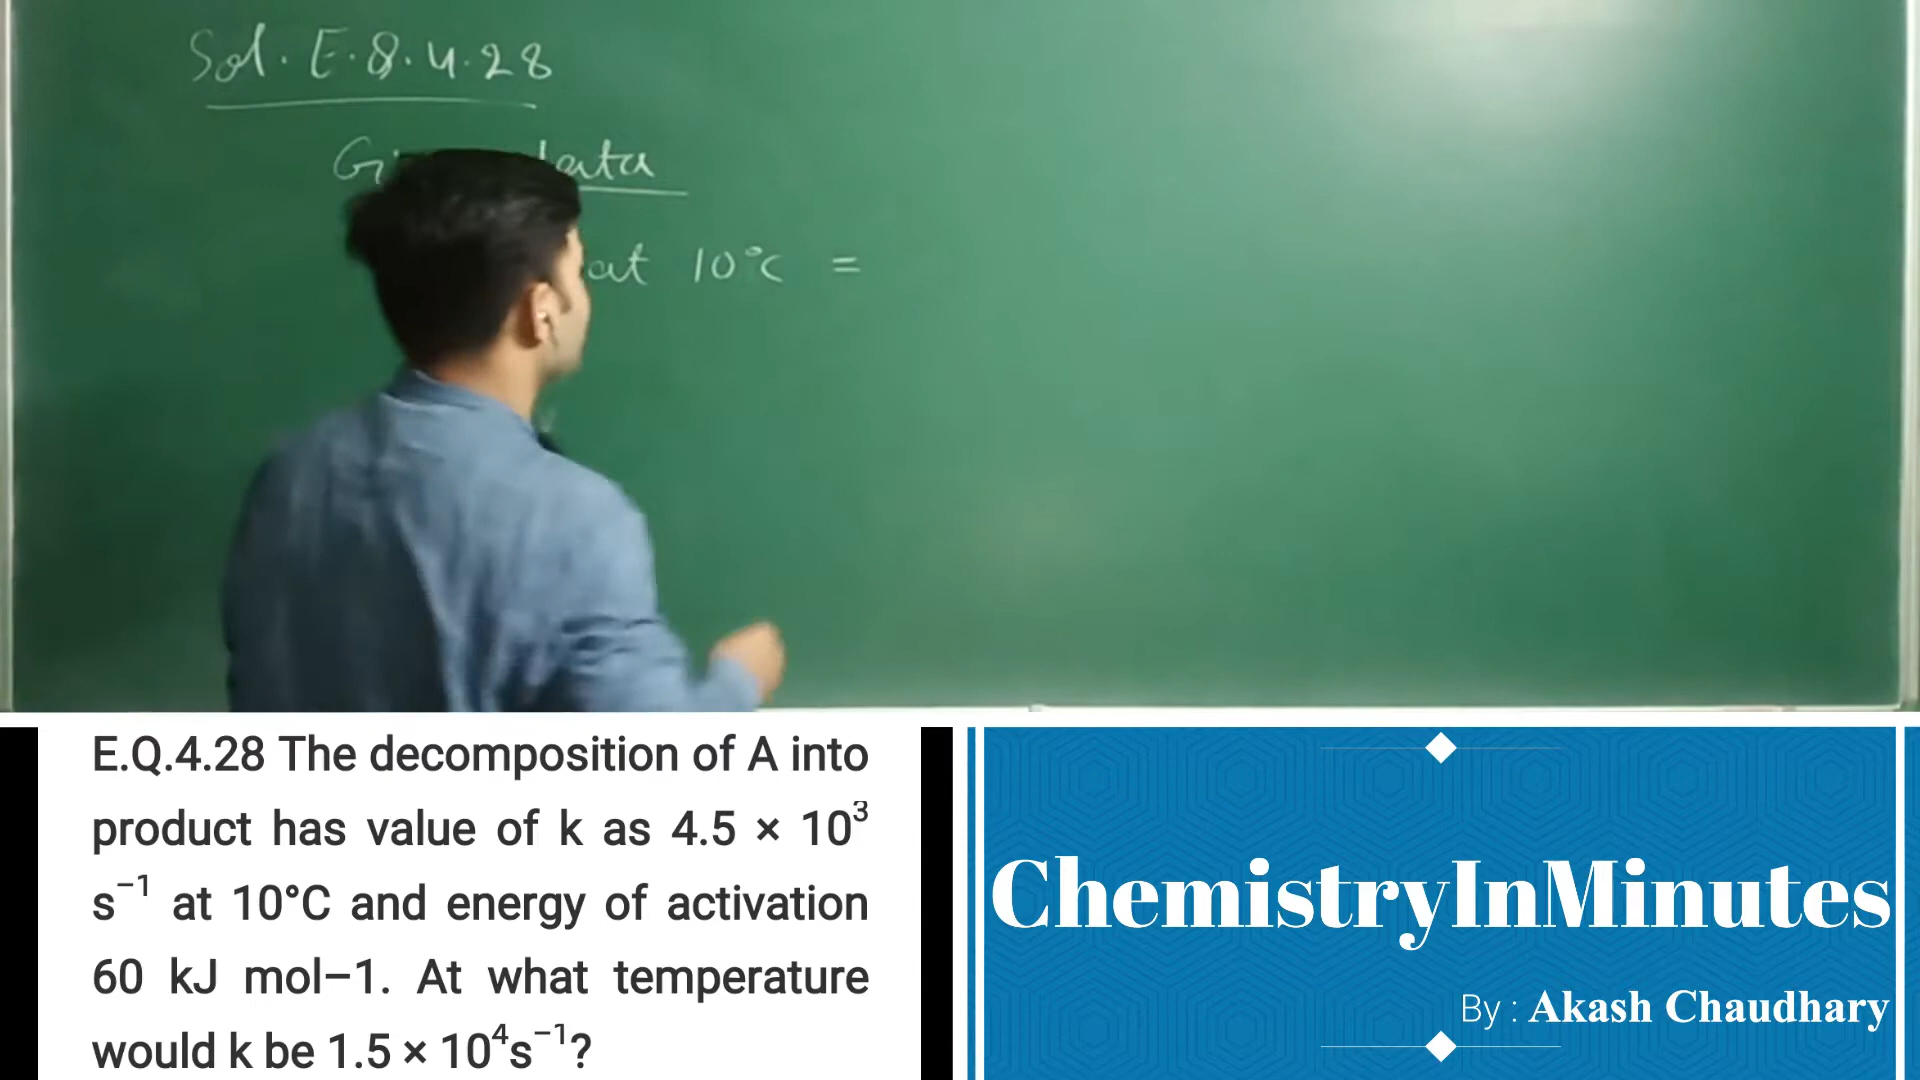 Sol. E.Q.4.28
at 10°C =
E.Q.4.28 The decomposition of A into
product has value of k as 4.5 × 10³
s⁻¹ at 10°C and energy of activation
60 kJ mol–1. At what temperature
would k be 1.5 × 10⁴s⁻¹?
ChemistryInMinutes
By : Akash Chaudhary